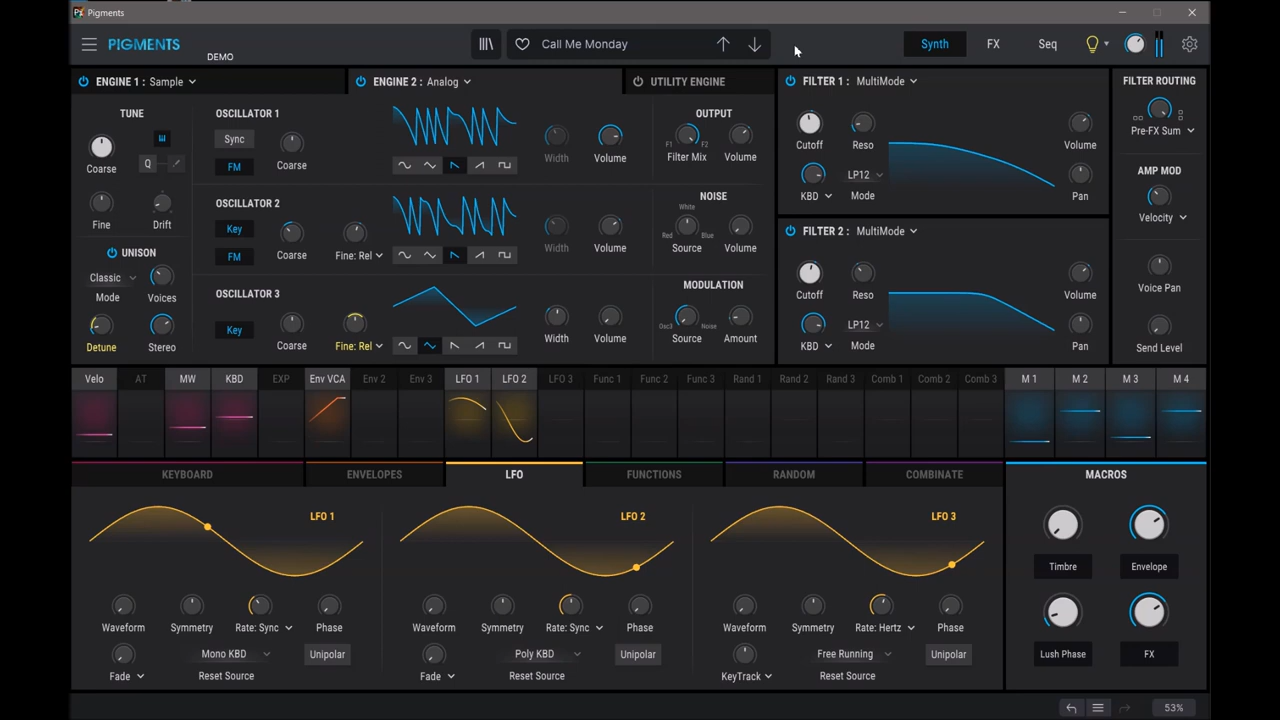 Pigments
PIGMENTS
DEMO
Call Me Monday
Synth
FX
Seq
ENGINE 1 : Sample
ENGINE 2 : Analog
UTILITY ENGINE
FILTER 1 : MultiMode
FILTER ROUTING
TUNE
Coarse
Q
Fine
Drift
UNISON
Classic
Mode
Voices
Detune
Stereo
OSCILLATOR 1
Sync
FM
Coarse
Width
Volume
OSCILLATOR 2
Key
FM
Coarse
Fine: Rel
Width
Volume
OSCILLATOR 3
Key
Coarse
Fine: Rel
Width
Volume
OUTPUT
F1
F2
Filter Mix
Volume
NOISE
White
Red
Blue
Source
Volume
MODULATION
Osc3
Noise
Source
Amount
Cutoff
Reso
KBD
LP12
Mode
Volume
Pan
FILTER 2 : MultiMode
Cutoff
Reso
KBD
LP12
Mode
Volume
Pan
Pre-FX Sum
AMP MOD
Velocity
Voice Pan
Send Level
Velo
AT
MW
KBD
EXP
Env VCA
Env 2
Env 3
LFO 1
LFO 2
LFO 3
Func 1
Func 2
Func 3
Rand 1
Rand 2
Rand 3
Comb 1
Comb 2
Comb 3
M 1
M 2
M 3
M 4
KEYBOARD
ENVELOPES
LFO
FUNCTIONS
RANDOM
COMBINATE
MACROS
LFO 1
Waveform
Symmetry
Rate: Sync
Phase
Fade
Mono KBD
Reset Source
Unipolar
LFO 2
Waveform
Symmetry
Rate: Sync
Phase
Fade
Poly KBD
Reset Source
Unipolar
LFO 3
Waveform
Symmetry
Rate: Hertz
Phase
KeyTrack
Free Running
Reset Source
Unipolar
Timbre
Envelope
Lush Phase
FX
53%